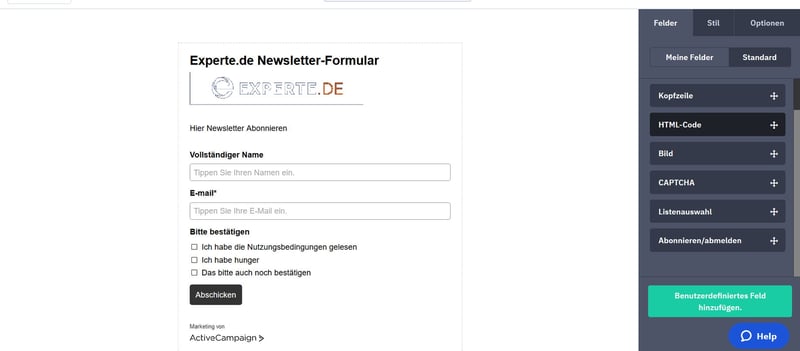 Experte.de Newsletter-Formular
EXPERTE.DE
Hier Newsletter Abonnieren
Vollständiger Name
Tippen Sie Ihren Namen ein.
E-mail*
Tippen Sie Ihre E-Mail ein.
Bitte bestätigen
Ich habe die Nutzungsbedingungen gelesen
Ich habe hunger
Das bitte auch noch bestätigen
Abschicken
Marketing von
ActiveCampaign >
Felder Stil Optionen
Meine Felder Standard
Kopfzeile
HTML-Code
Bild
CAPTCHA
Listenauswahl
Abonnieren/abmelden
Benutzerdefiniertes Feld
hinzufügen.
Help